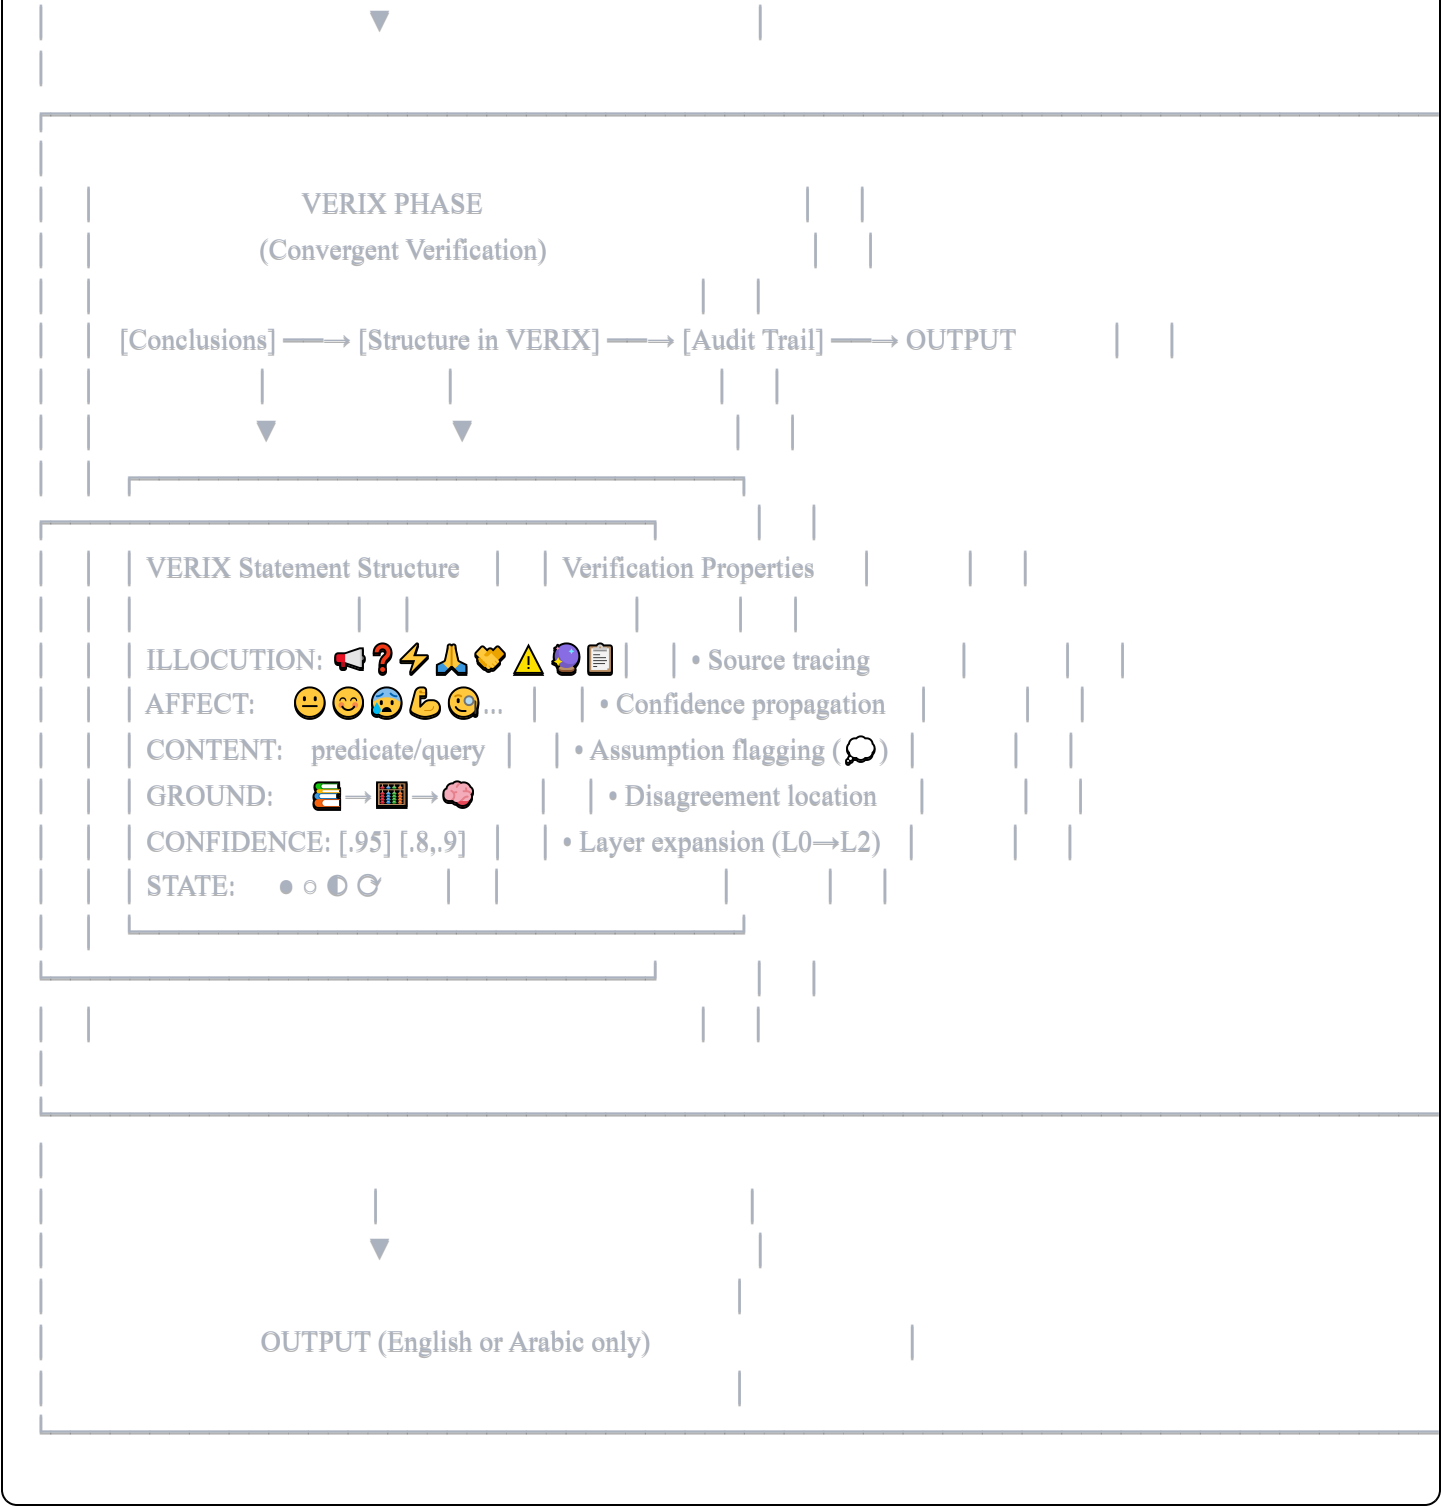 VERIX PHASE
(Convergent Verification)
[Conclusions] ──→ [Structure in VERIX] ──→ [Audit Trail] ──→ OUTPUT
▼ ▼
VERIX Statement Structure │ │ Verification Properties
ILLOCUTION: 📢❓⚡🙏🤝⚠️🔮📋 │ │ • Source tracing
AFFECT: 😐😊😰💪🧐... │ │ • Confidence propagation
CONTENT: predicate/query │ │ • Assumption flagging (💭)
GROUND: 📚→🧮→🧠 │ │ • Disagreement location
CONFIDENCE: [.95] [.8,.9] │ │ • Layer expansion (L0→L2)
STATE: ● ○ ◐ ⟳
▼
OUTPUT (English or Arabic only)